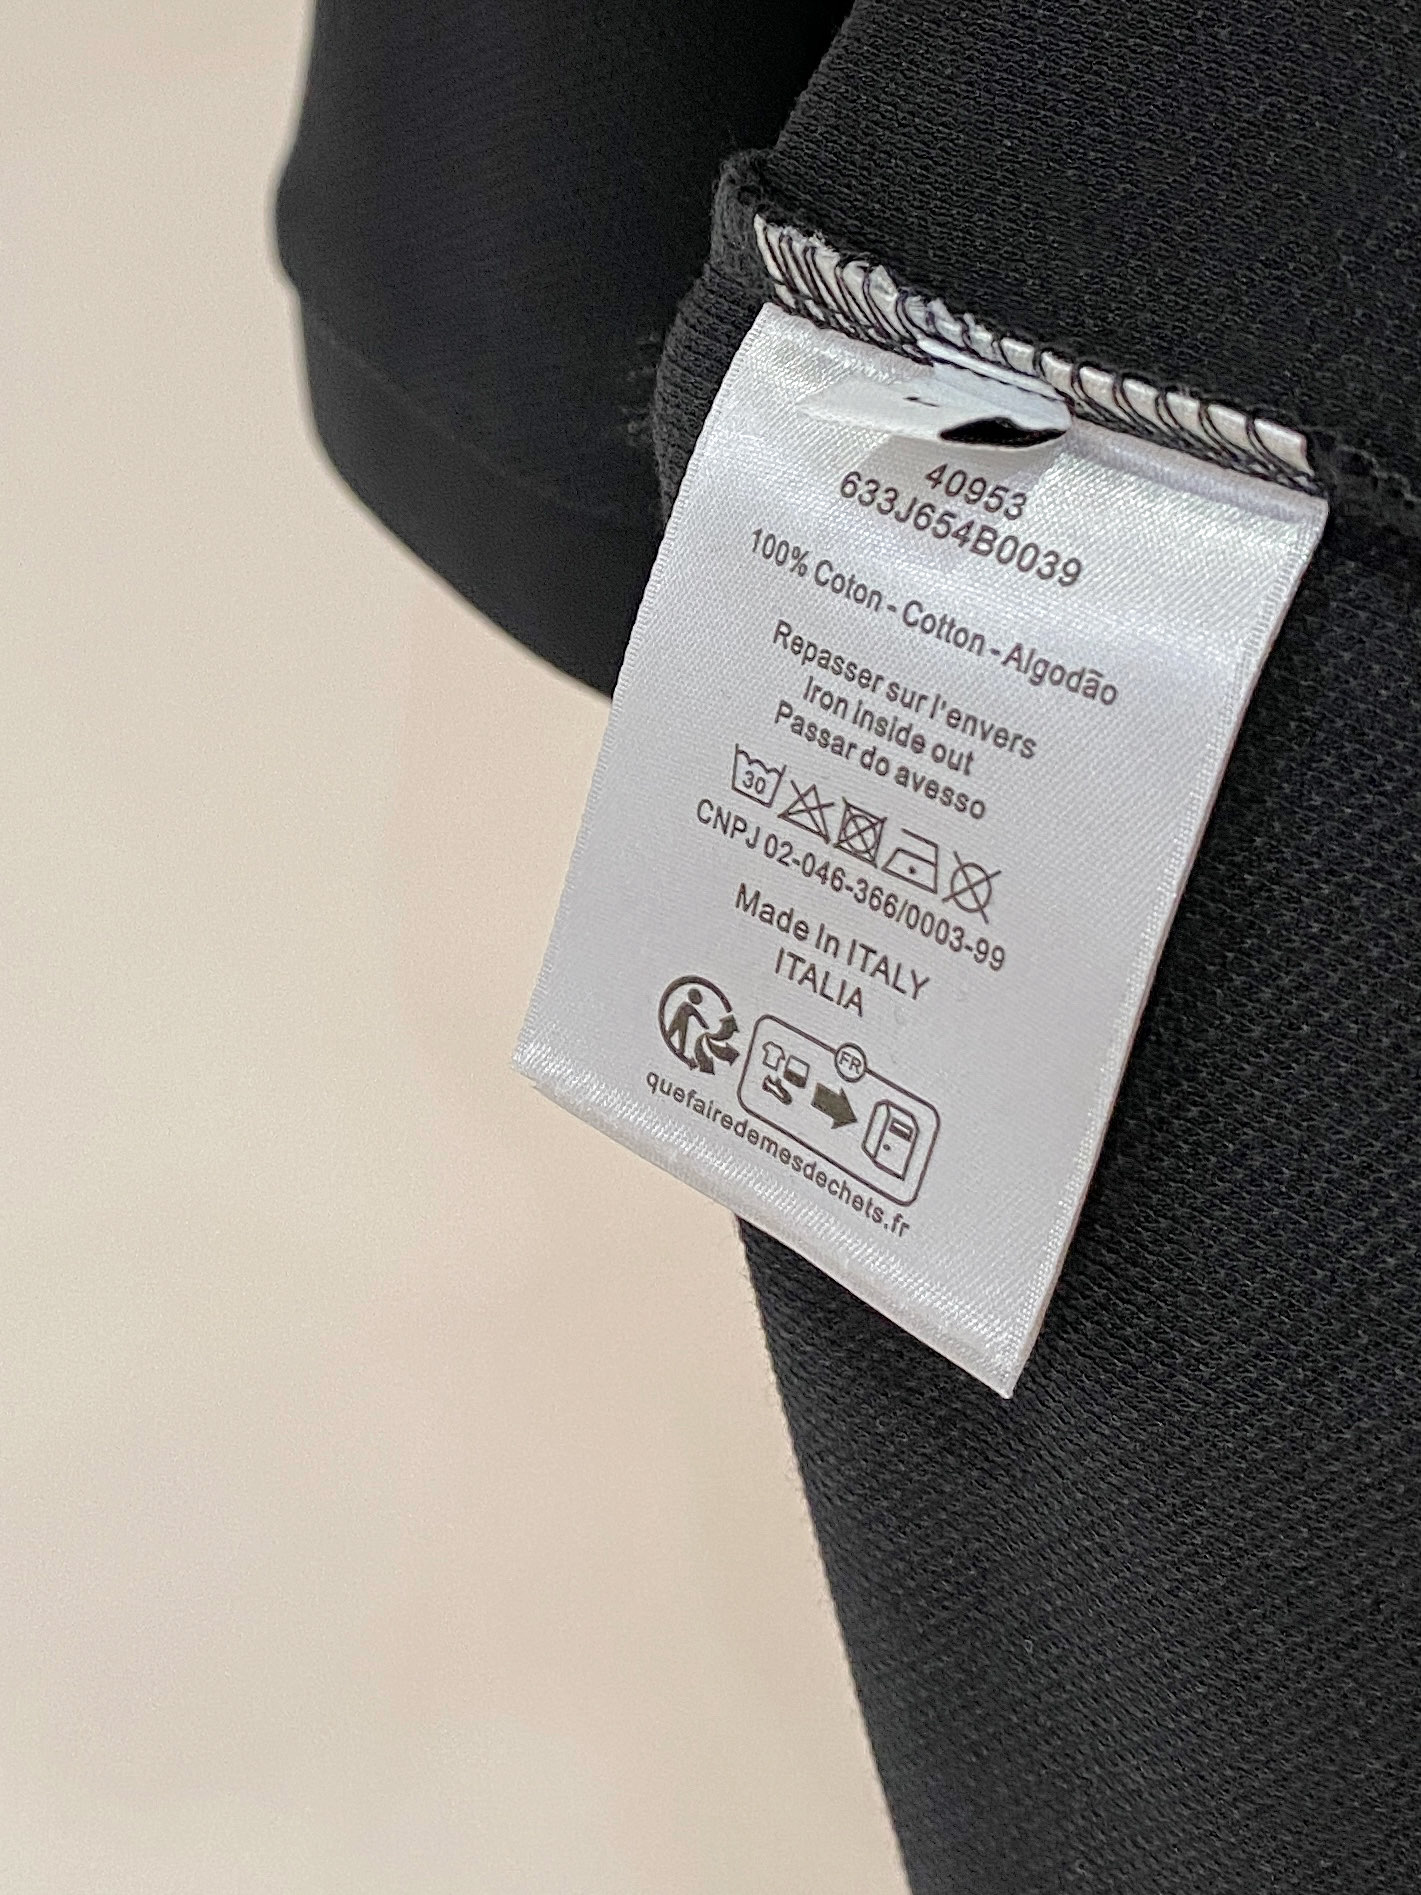 40953
633J654B0039
100% Coton - Cotton - Algodão
Repasser sur l'envers
Iron inside out
Passar do avesso
30
CNPJ 02-046-366/0003-99
Made in ITALY
ITALIA
FR
quefairedemesdechets.fr